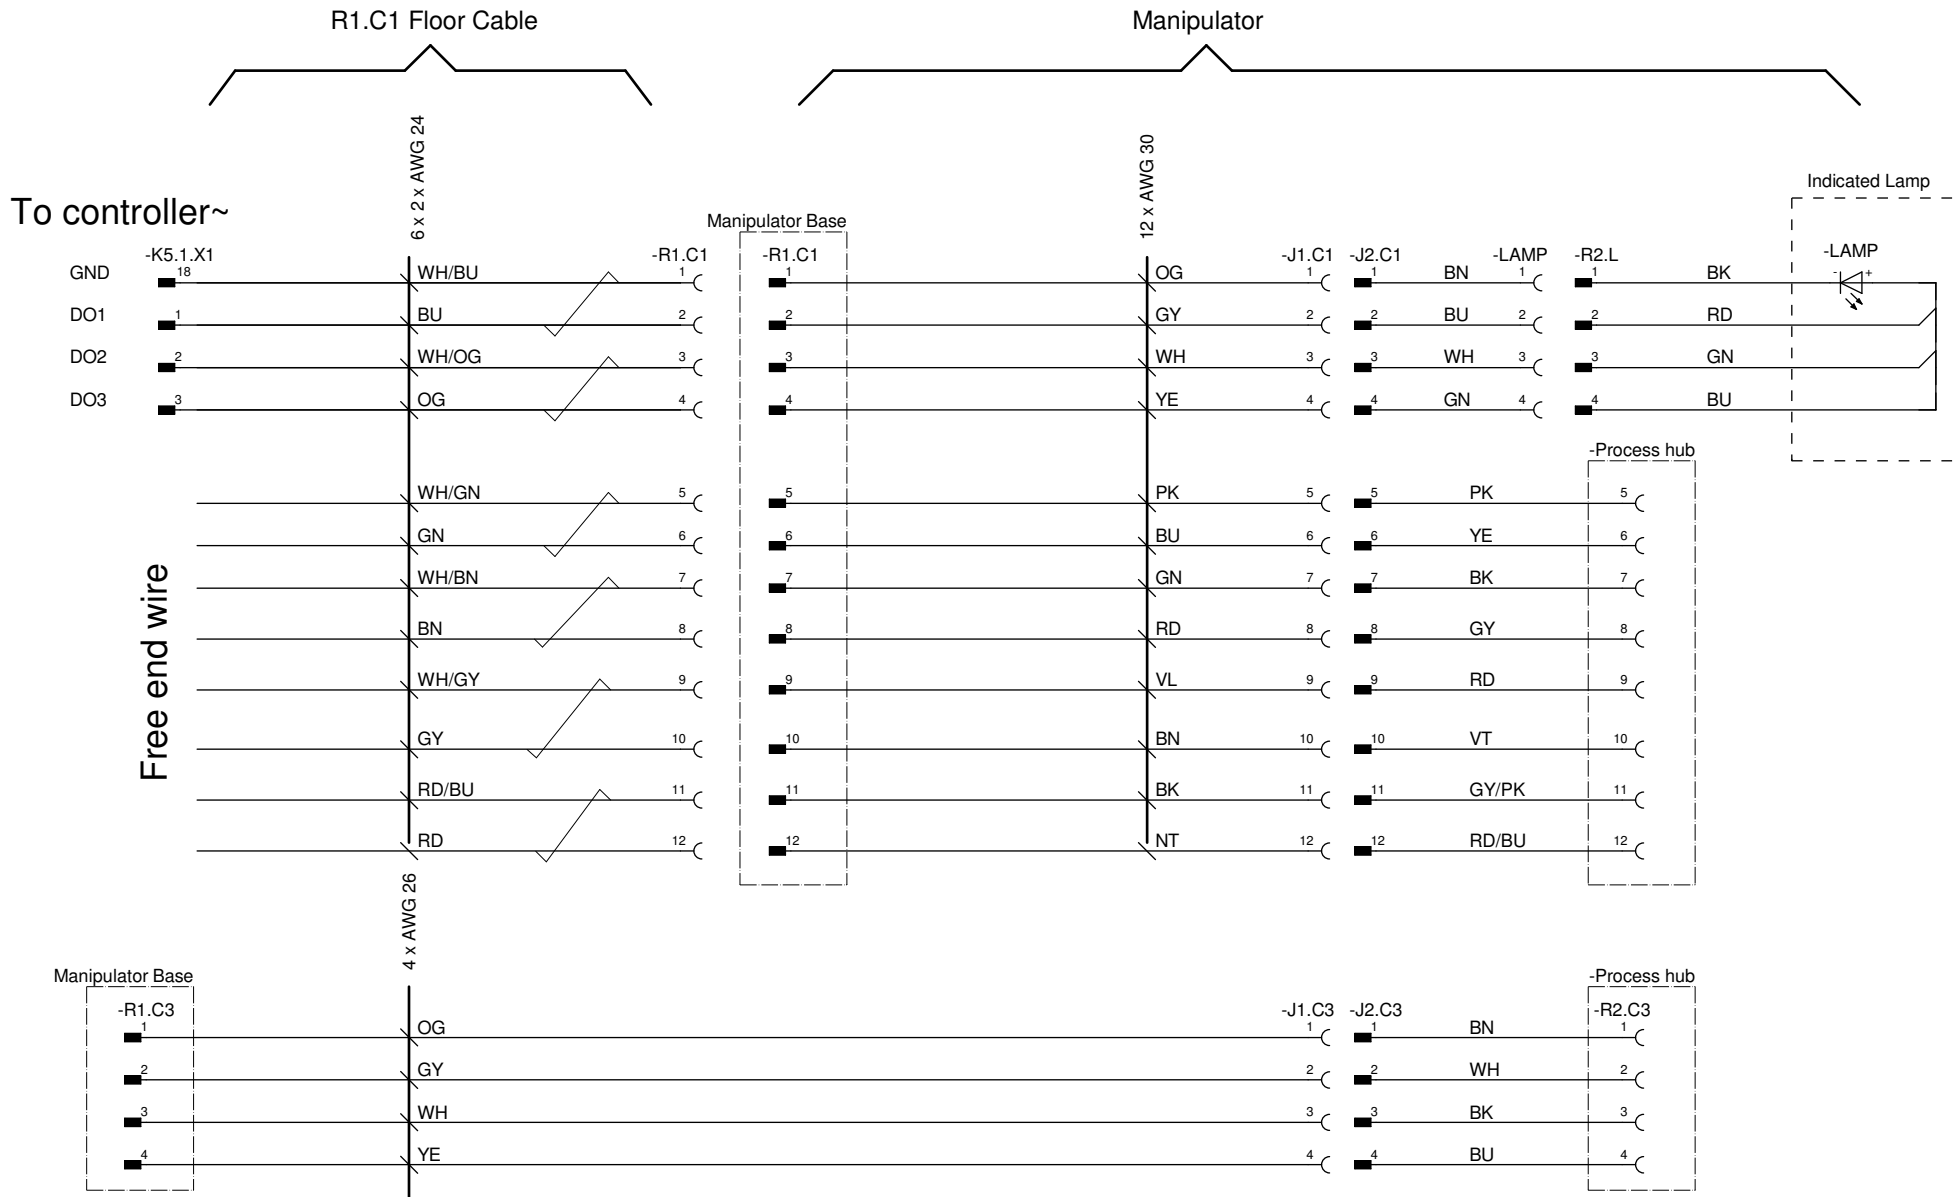 R1.C1 Floor Cable Manipulator
6 x 2 x AWG 24
12 x AWG 30
Indicated Lamp
To controller~
Manipulator Base
-K5.1.X1 -R1.C1 -R1.C1 -J1.C1 -J2.C1 -LAMP -R2.L -LAMP
GND 18 WH/BU 1 1 OG 1 1 BN 1 1 BK - +
DO1 1 BU 2 2 GY 2 2 BU 2 2 RD
DO2 2 WH/OG 3 3 WH 3 3 WH 3 3 GN
DO3 3 OG 4 4 YE 4 4 GN 4 4 BU
-Process hub
Free end wire
WH/GN 5 5 PK 5 5 PK 5
GN 6 6 BU 6 6 YE 6
WH/BN 7 7 GN 7 7 BK 7
BN 8 8 RD 8 8 GY 8
WH/GY 9 9 VL 9 9 RD 9
GY 10 10 BN 10 10 VT 10
RD/BU 11 11 BK 11 11 GY/PK 11
RD 12 12 NT 12 12 RD/BU 12
4 x AWG 26
Manipulator Base -Process hub
-R1.C3 -J1.C3 -J2.C3 -R2.C3
1 OG 1 1 BN 1
2 GY 2 2 WH 2
3 WH 3 3 BK 3
4 YE 4 4 BU 4